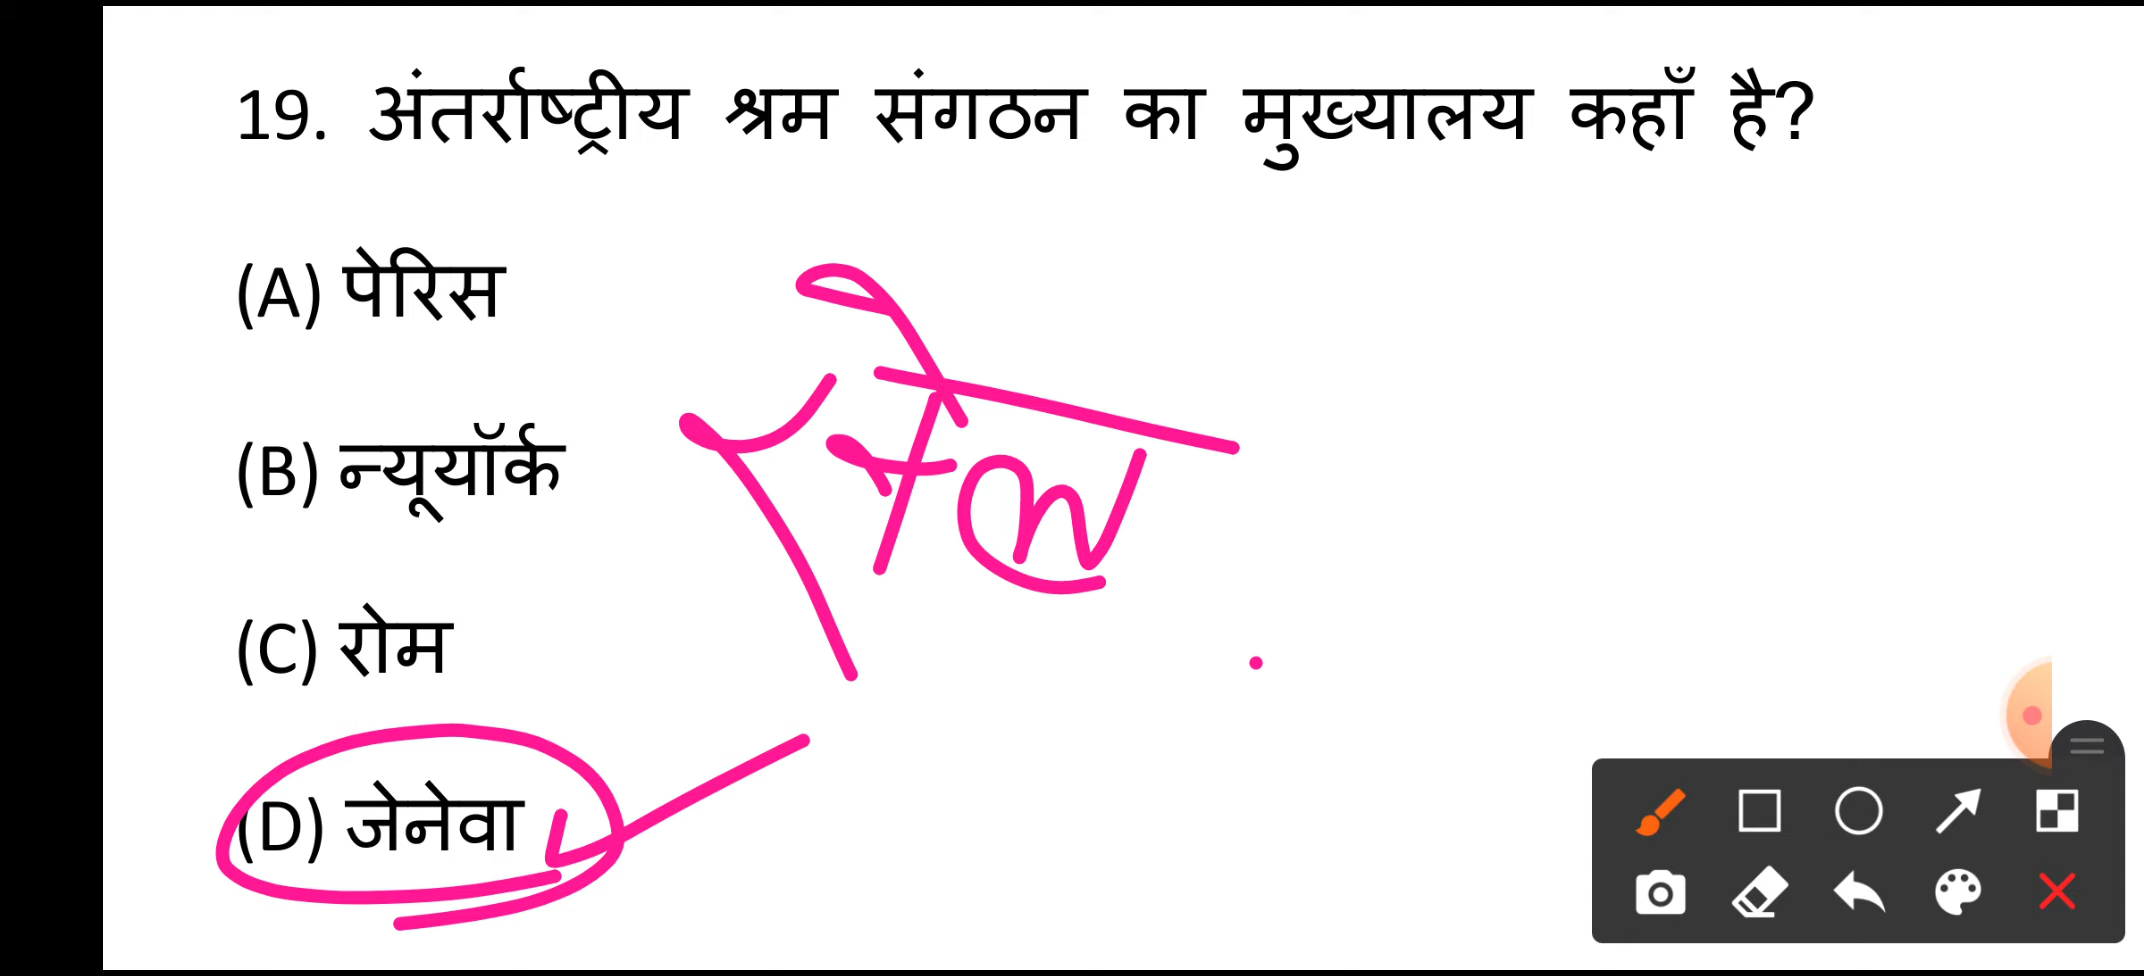 19. अंतर्राष्ट्रीय श्रम संगठन का मुख्यालय कहाँ है?
(A) पेरिस
(B) न्यूयॉर्क
(C) रोम
(D) जेनेवा